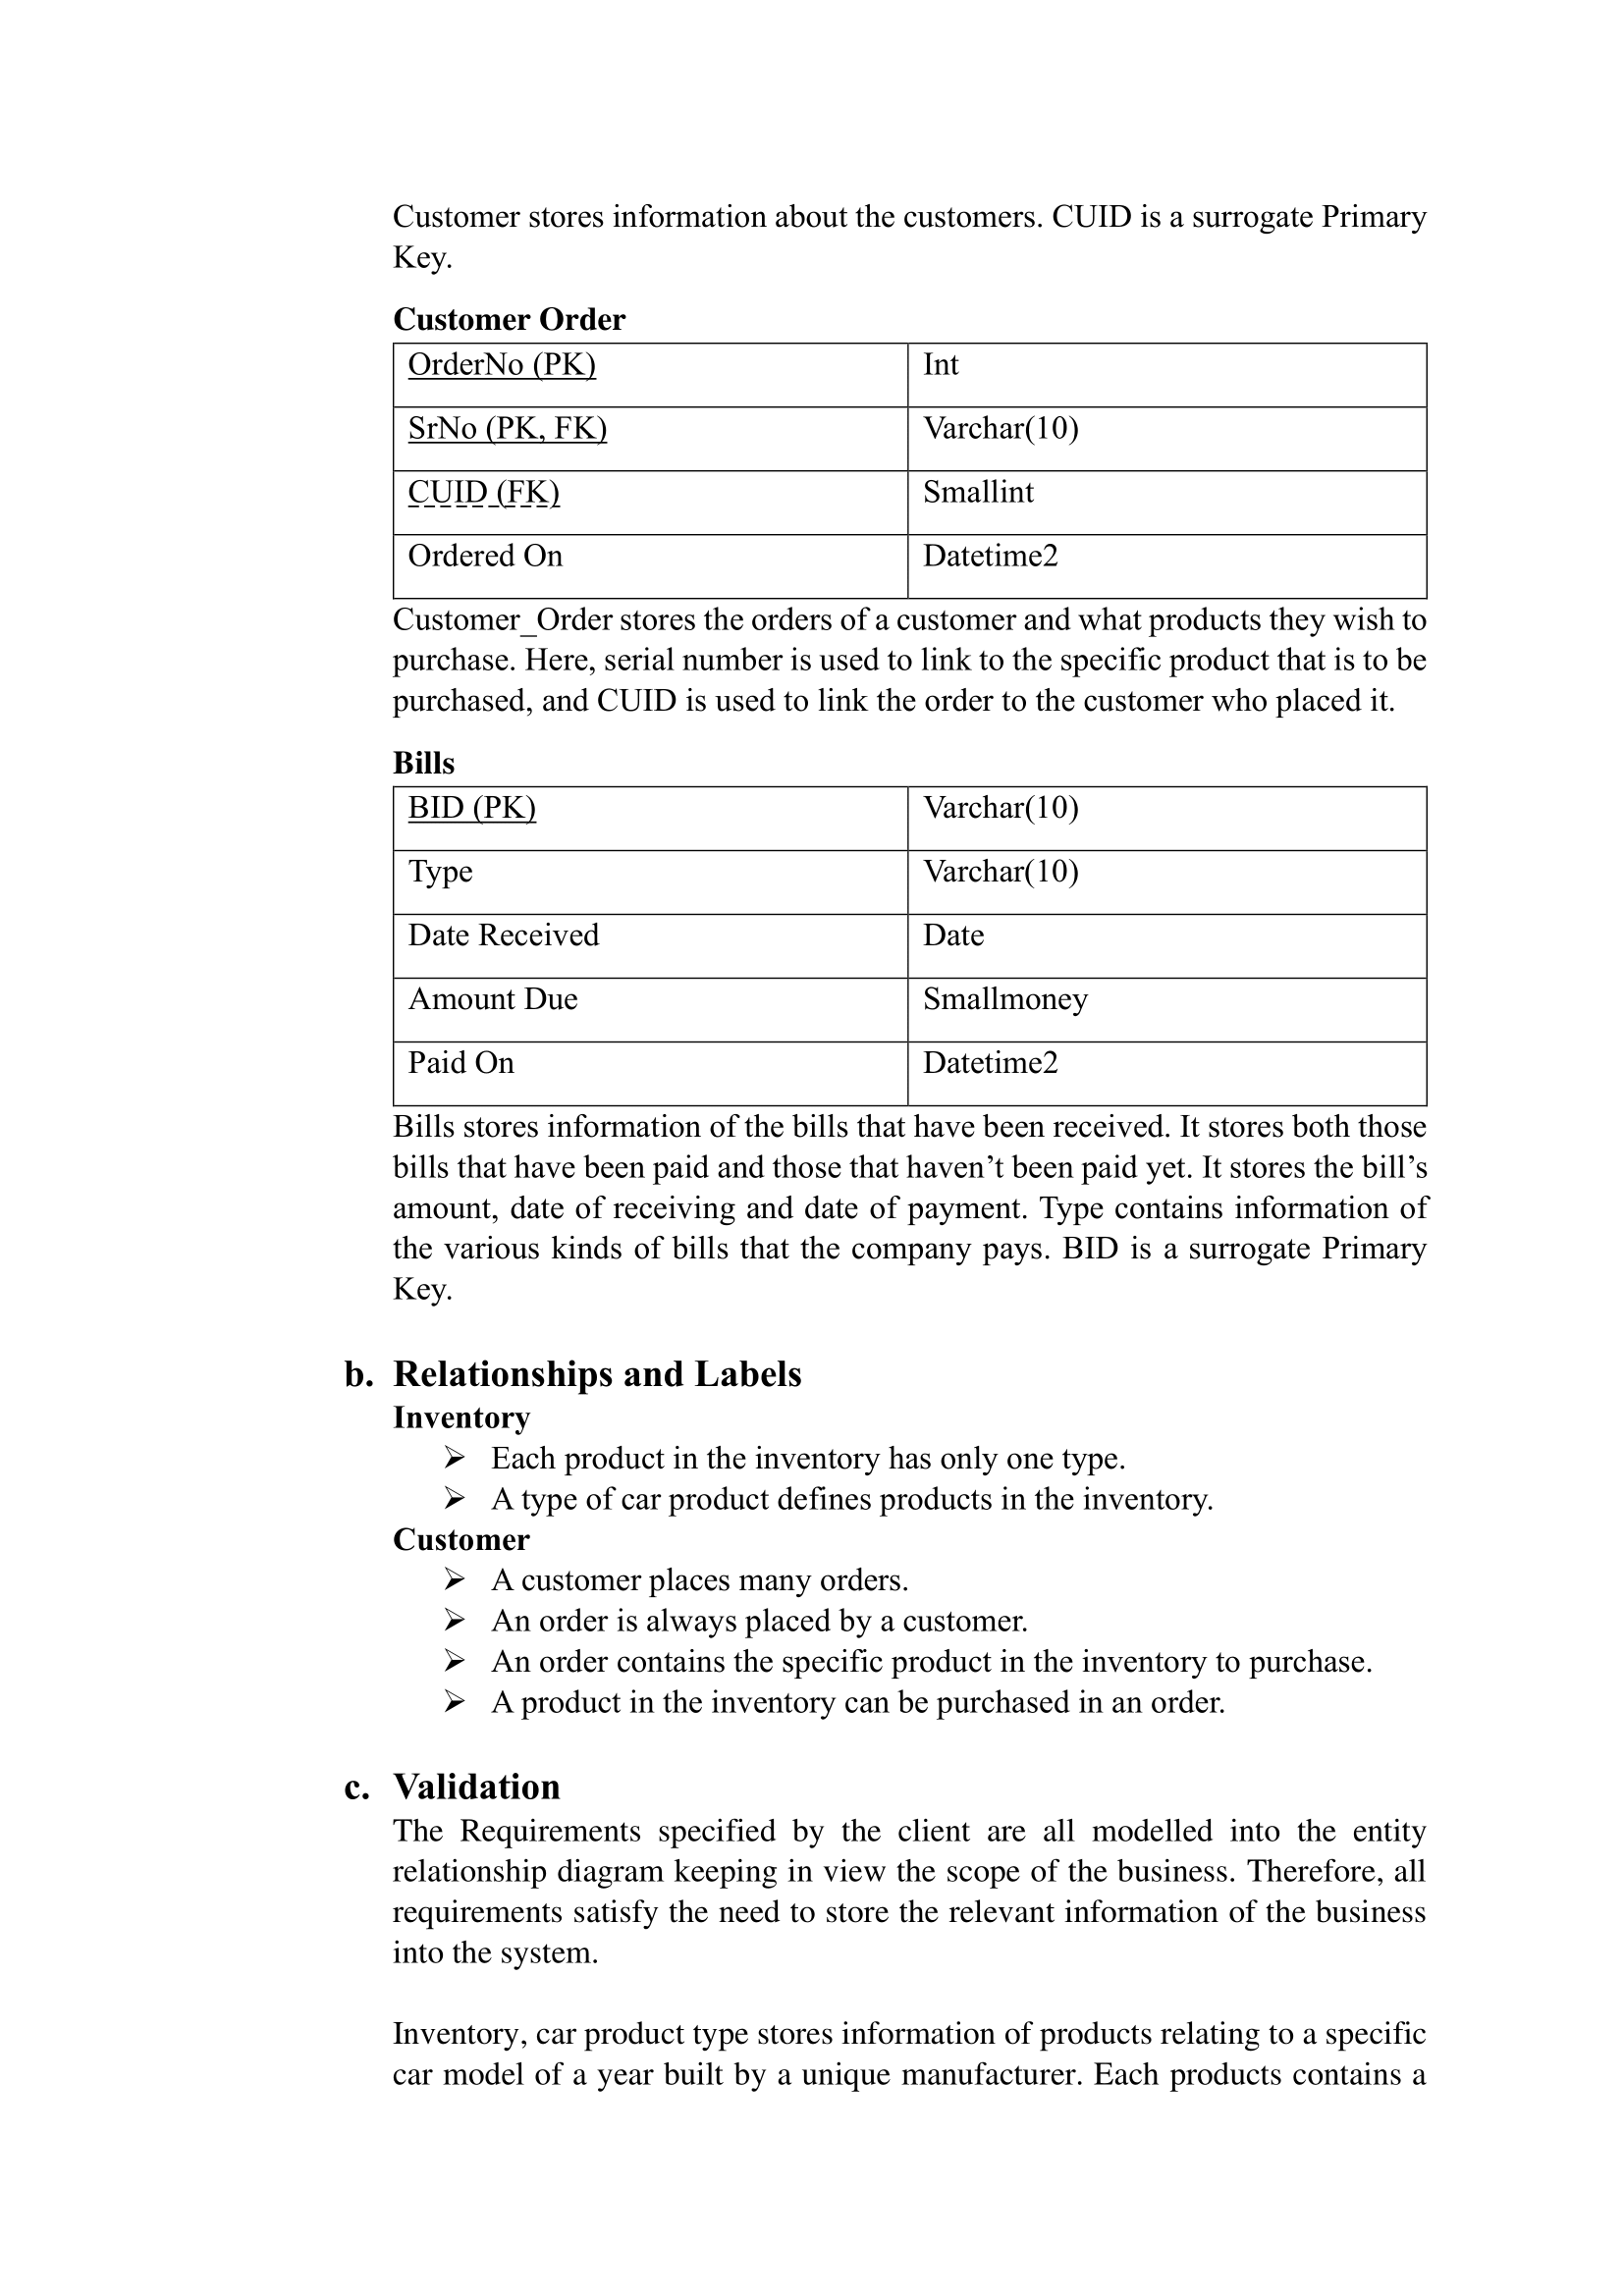 Customer stores information about the customers. CUID is a surrogate Primary
Key.
Customer Order
OrderNo (PK) Int
SrNo (PK, FK) Varchar(10)
CUID (FK) Smallint
Ordered On Datetime2
Customer_Order stores the orders of a customer and what products they wish to
purchase. Here, serial number is used to link to the specific product that is to be
purchased, and CUID is used to link the order to the customer who placed it.
Bills
BID (PK) Varchar(10)
Type Varchar(10)
Date Received Date
Amount Due Smallmoney
Paid On Datetime2
Bills stores information of the bills that have been received. It stores both those
bills that have been paid and those that haven’t been paid yet. It stores the bill’s
amount, date of receiving and date of payment. Type contains information of
the various kinds of bills that the company pays. BID is a surrogate Primary
Key.
b. Relationships and Labels
Inventory
➢ Each product in the inventory has only one type.
➢ A type of car product defines products in the inventory.
Customer
➢ A customer places many orders.
➢ An order is always placed by a customer.
➢ An order contains the specific product in the inventory to purchase.
➢ A product in the inventory can be purchased in an order.
c. Validation
The Requirements specified by the client are all modelled into the entity
relationship diagram keeping in view the scope of the business. Therefore, all
requirements satisfy the need to store the relevant information of the business
into the system.
Inventory, car product type stores information of products relating to a specific
car model of a year built by a unique manufacturer. Each products contains a